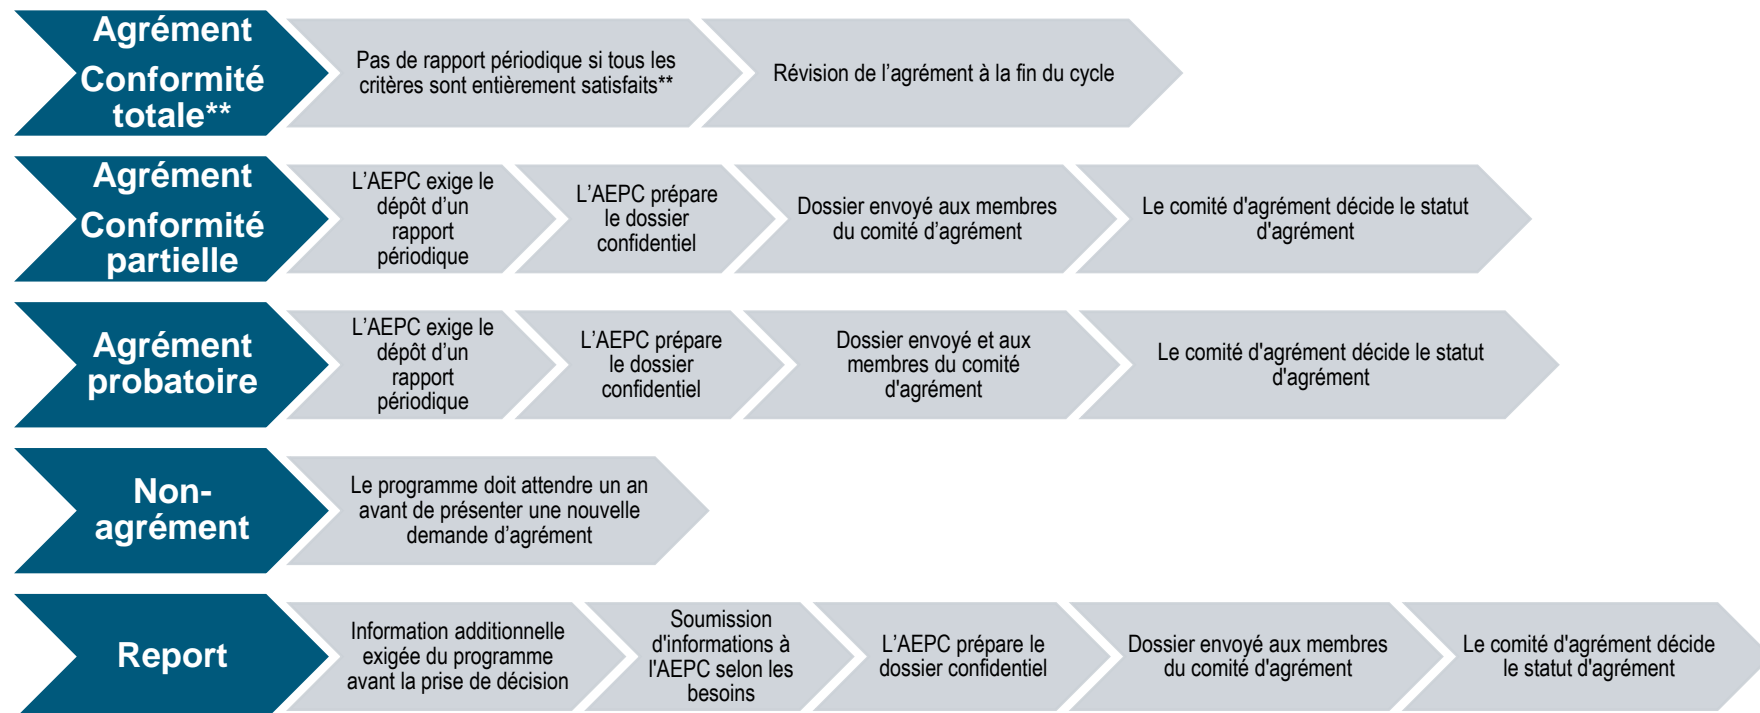 Agrément
Conformité
totale**
Pas de rapport périodique si tous les
critères sont entièrement satisfaits**
Révision de l’agrément à la fin du cycle
Agrément
Conformité
partielle
L’AEPC exige le
dépôt d’un
rapport
périodique
L’AEPC prépare
le dossier
confidentiel
Dossier envoyé aux membres
du comité d’agrément
Le comité d'agrément décide le statut
d'agrément
Agrément
probatoire
L’AEPC exige le
dépôt d’un
rapport
périodique
L’AEPC prépare
le dossier
confidentiel
Dossier envoyé et aux
membres du comité
d'agrément
Le comité d'agrément décide le statut
d'agrément
Non-
agrément
Le programme doit attendre un an
avant de présenter une nouvelle
demande d’agrément
Report
Information additionnelle
exigée du programme
avant la prise de décision
Soumission
d'informations à
l'AEPC selon les
besoins
L’AEPC prépare le
dossier confidentiel
Dossier envoyé aux membres
du comité d'agrément
Le comité d'agrément décide
le statut d'agrément